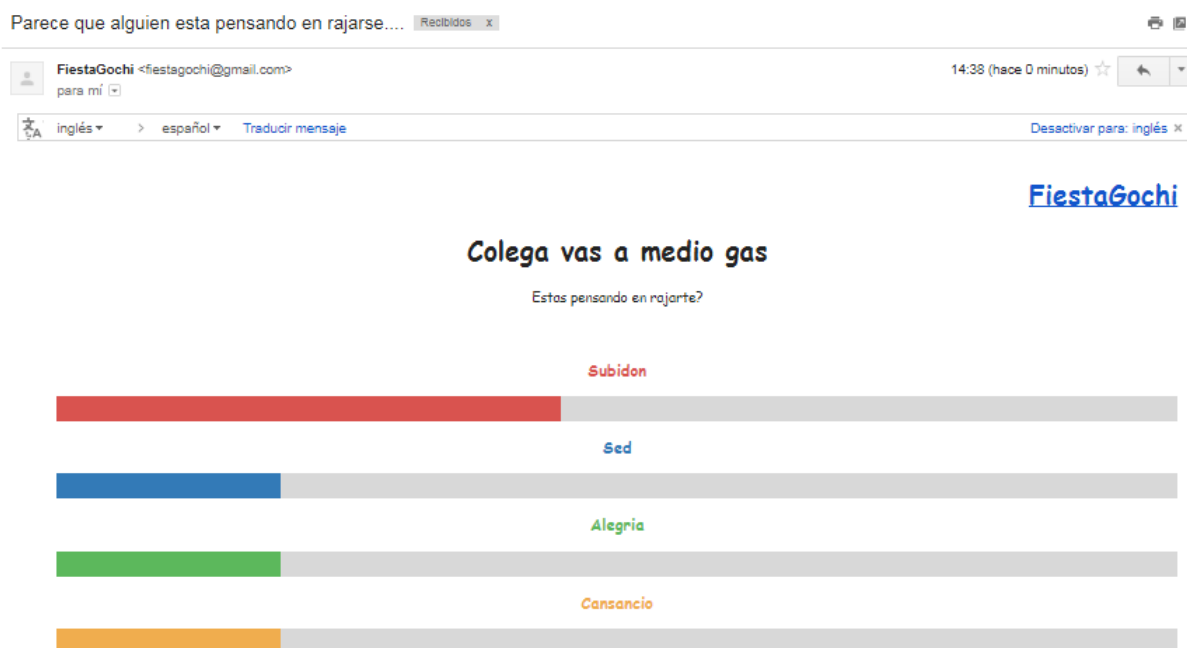 Parece que alguien esta pensando en rajarse.... Recibidos x
FiestaGochi <fiestagochi@gmail.com> 14:38 (hace 0 minutos)
para mí
inglés > español Traducir mensaje Desactivar para: inglés x
FiestaGochi
Colega vas a medio gas
Estas pensando en rajarte?
Subidon
Sed
Alegria
Cansancio